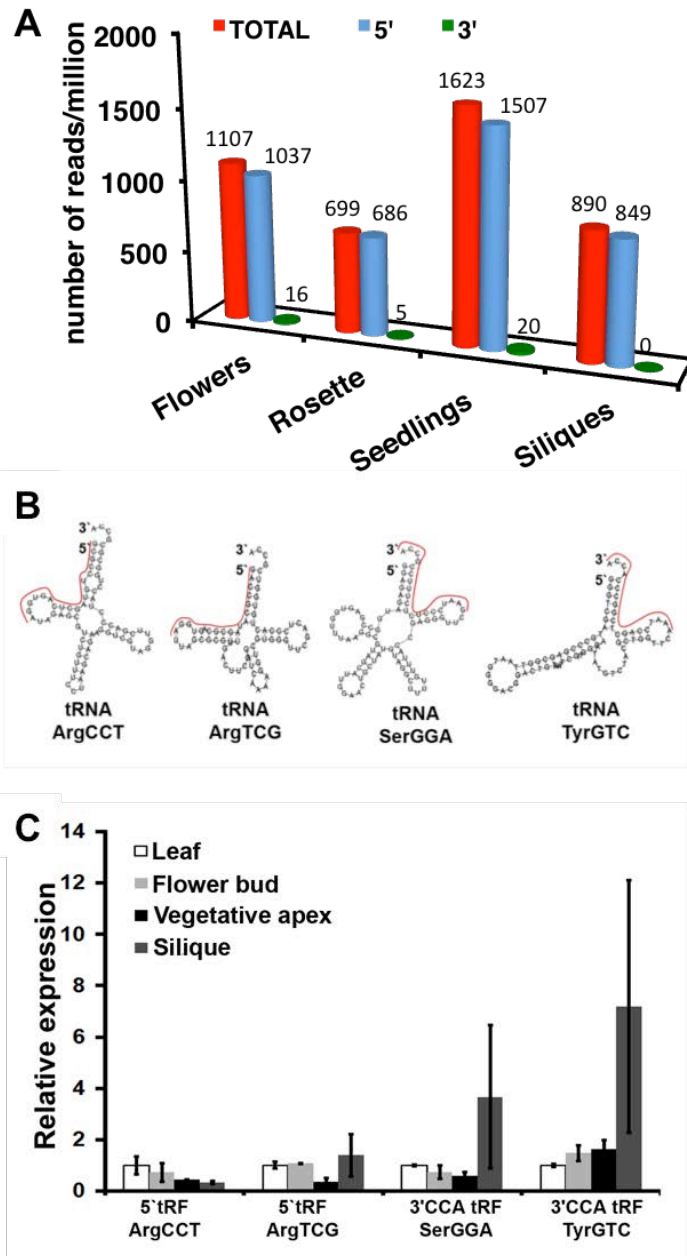 A
TOTAL 5' 3'
number of reads/million
2000
1500
1000
500
0
1107
1037
16
699
686
5
1623
1507
20
890
849
0
Flowers
Rosette
Seedlings
Siliques
B
3`
5`
tRNA
ArgCCT
3`
5`
tRNA
ArgTCG
3`
5`
tRNA
SerGGA
3`
5`
tRNA
TyrGTC
C
Relative expression
14
12
10
8
6
4
2
0
Leaf
Flower bud
Vegetative apex
Silique
5`tRF
ArgCCT
5`tRF
ArgTCG
3'CCA tRF
SerGGA
3'CCA tRF
TyrGTC